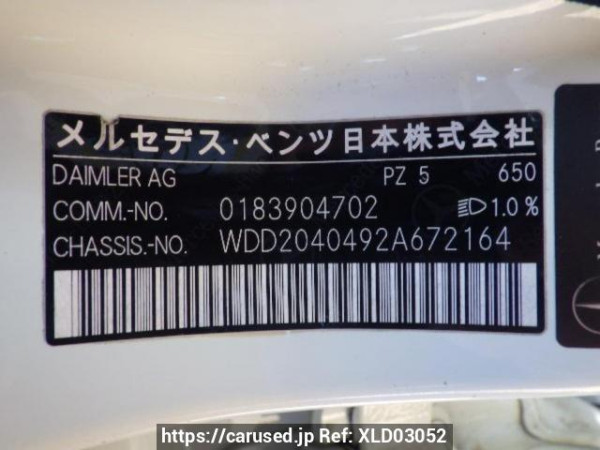 メルセデス・ベンツ日本株式会社
DAIMLER AG PZ 5 650
COMM.-NO. 0183904702 1.0%
CHASSIS.-NO. WDD2040492A672164
https://carused.jp Ref: XLD03052